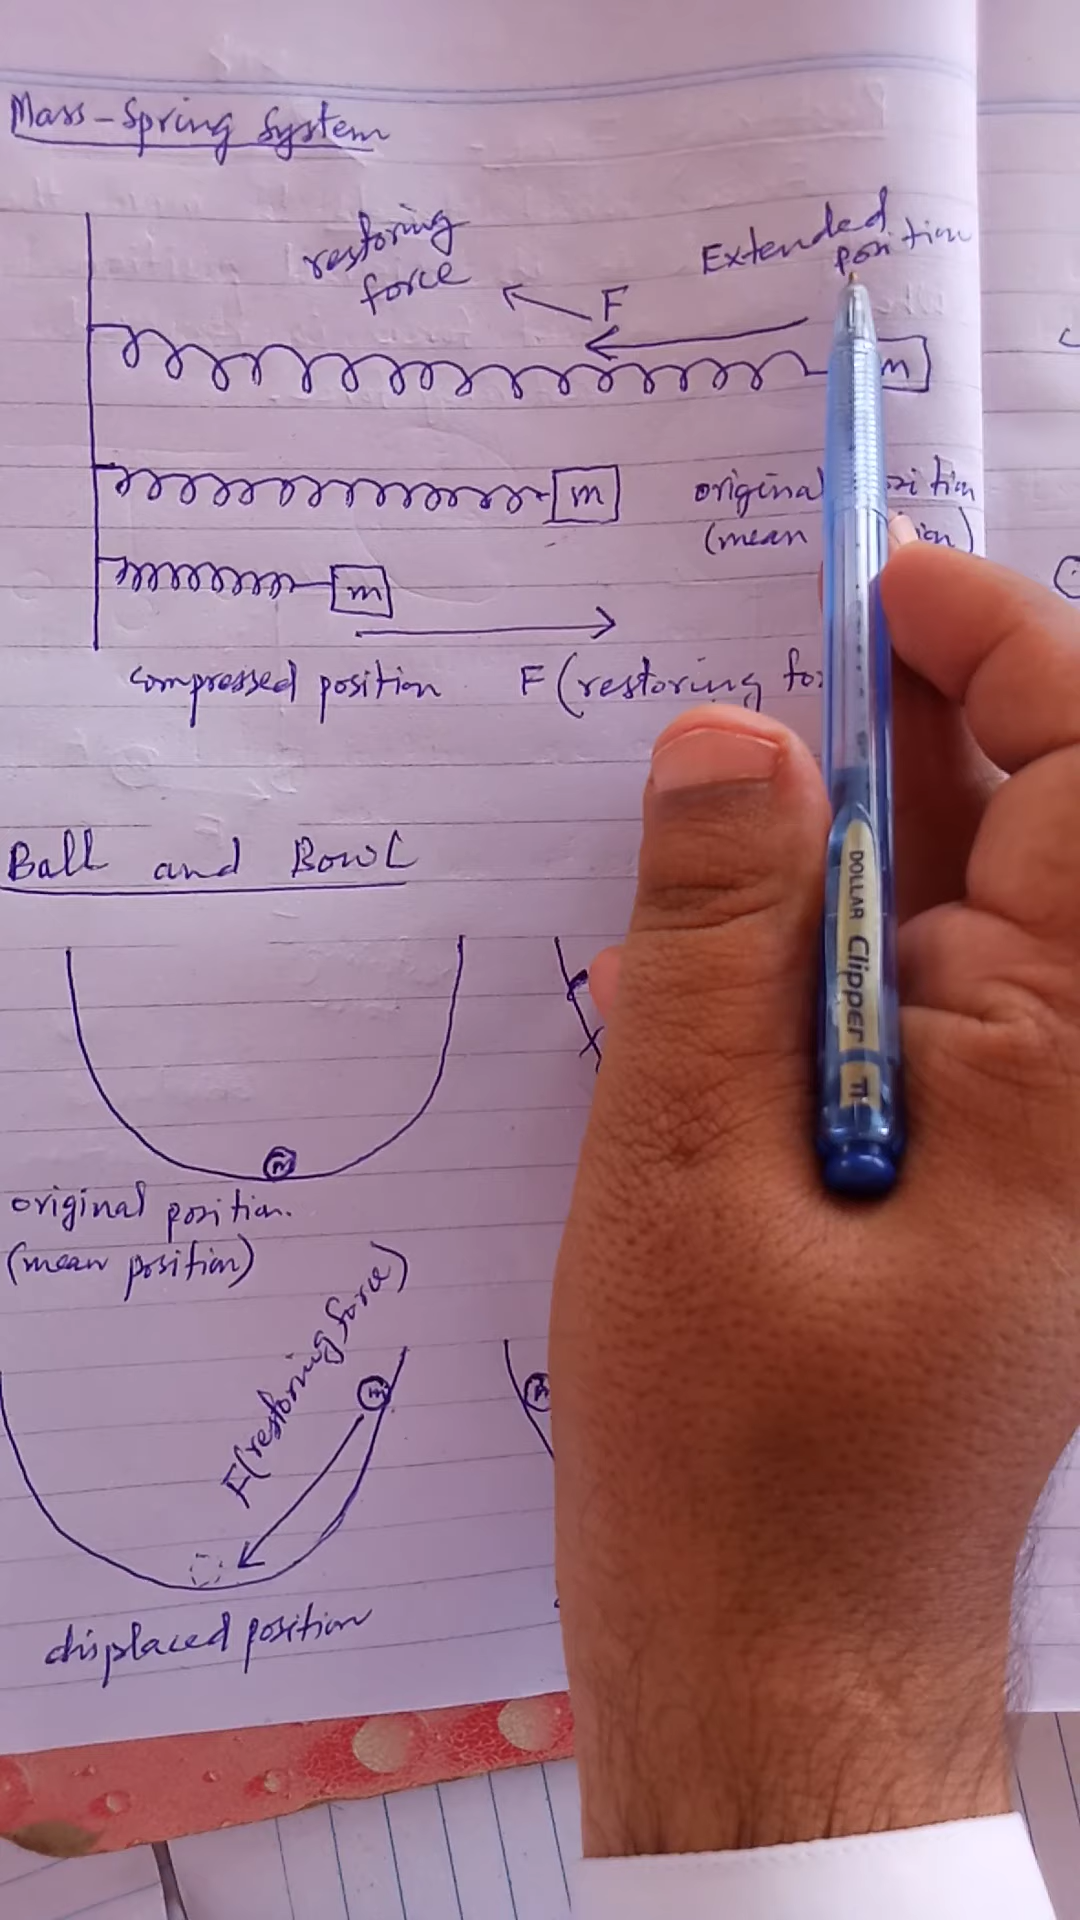 Mass-Spring System
restoring
force
F
Extended
position
m
m
original
(mean
m
compressed position
F (restoring
Ball and Bowl
m
original position.
(mean position)
F (restoring force)
m
m
displaced position
DOLLAR Clipper